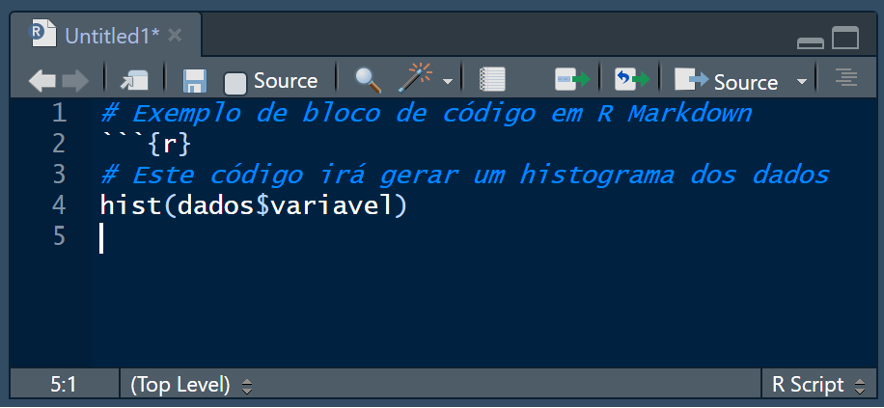 Untitled1*
Source Source
1 # Exemplo de bloco de código em R Markdown
2 ```{r}
3 # Este código irá gerar um histograma dos dados
4 hist(dados$variavel)
5
5:1 (Top Level) R Script